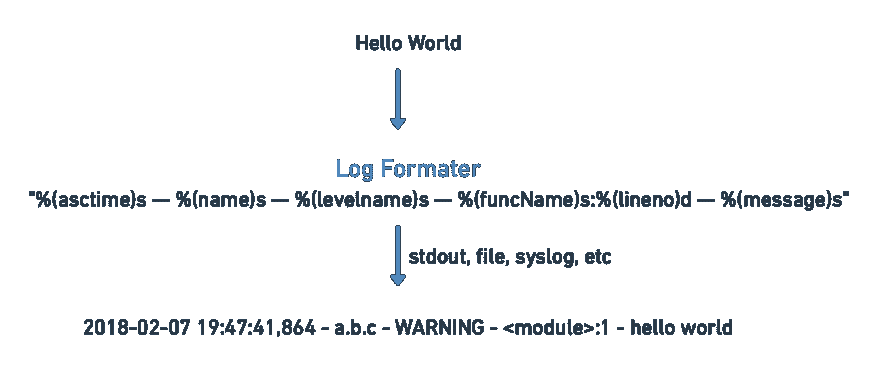 Hello World
Log Formater
"%(asctime)s — %(name)s — %(levelname)s — %(funcName)s:%(lineno)d — %(message)s"
stdout, file, syslog, etc
2018-02-07 19:47:41,864 - a.b.c - WARNING - <module>:1 - hello world